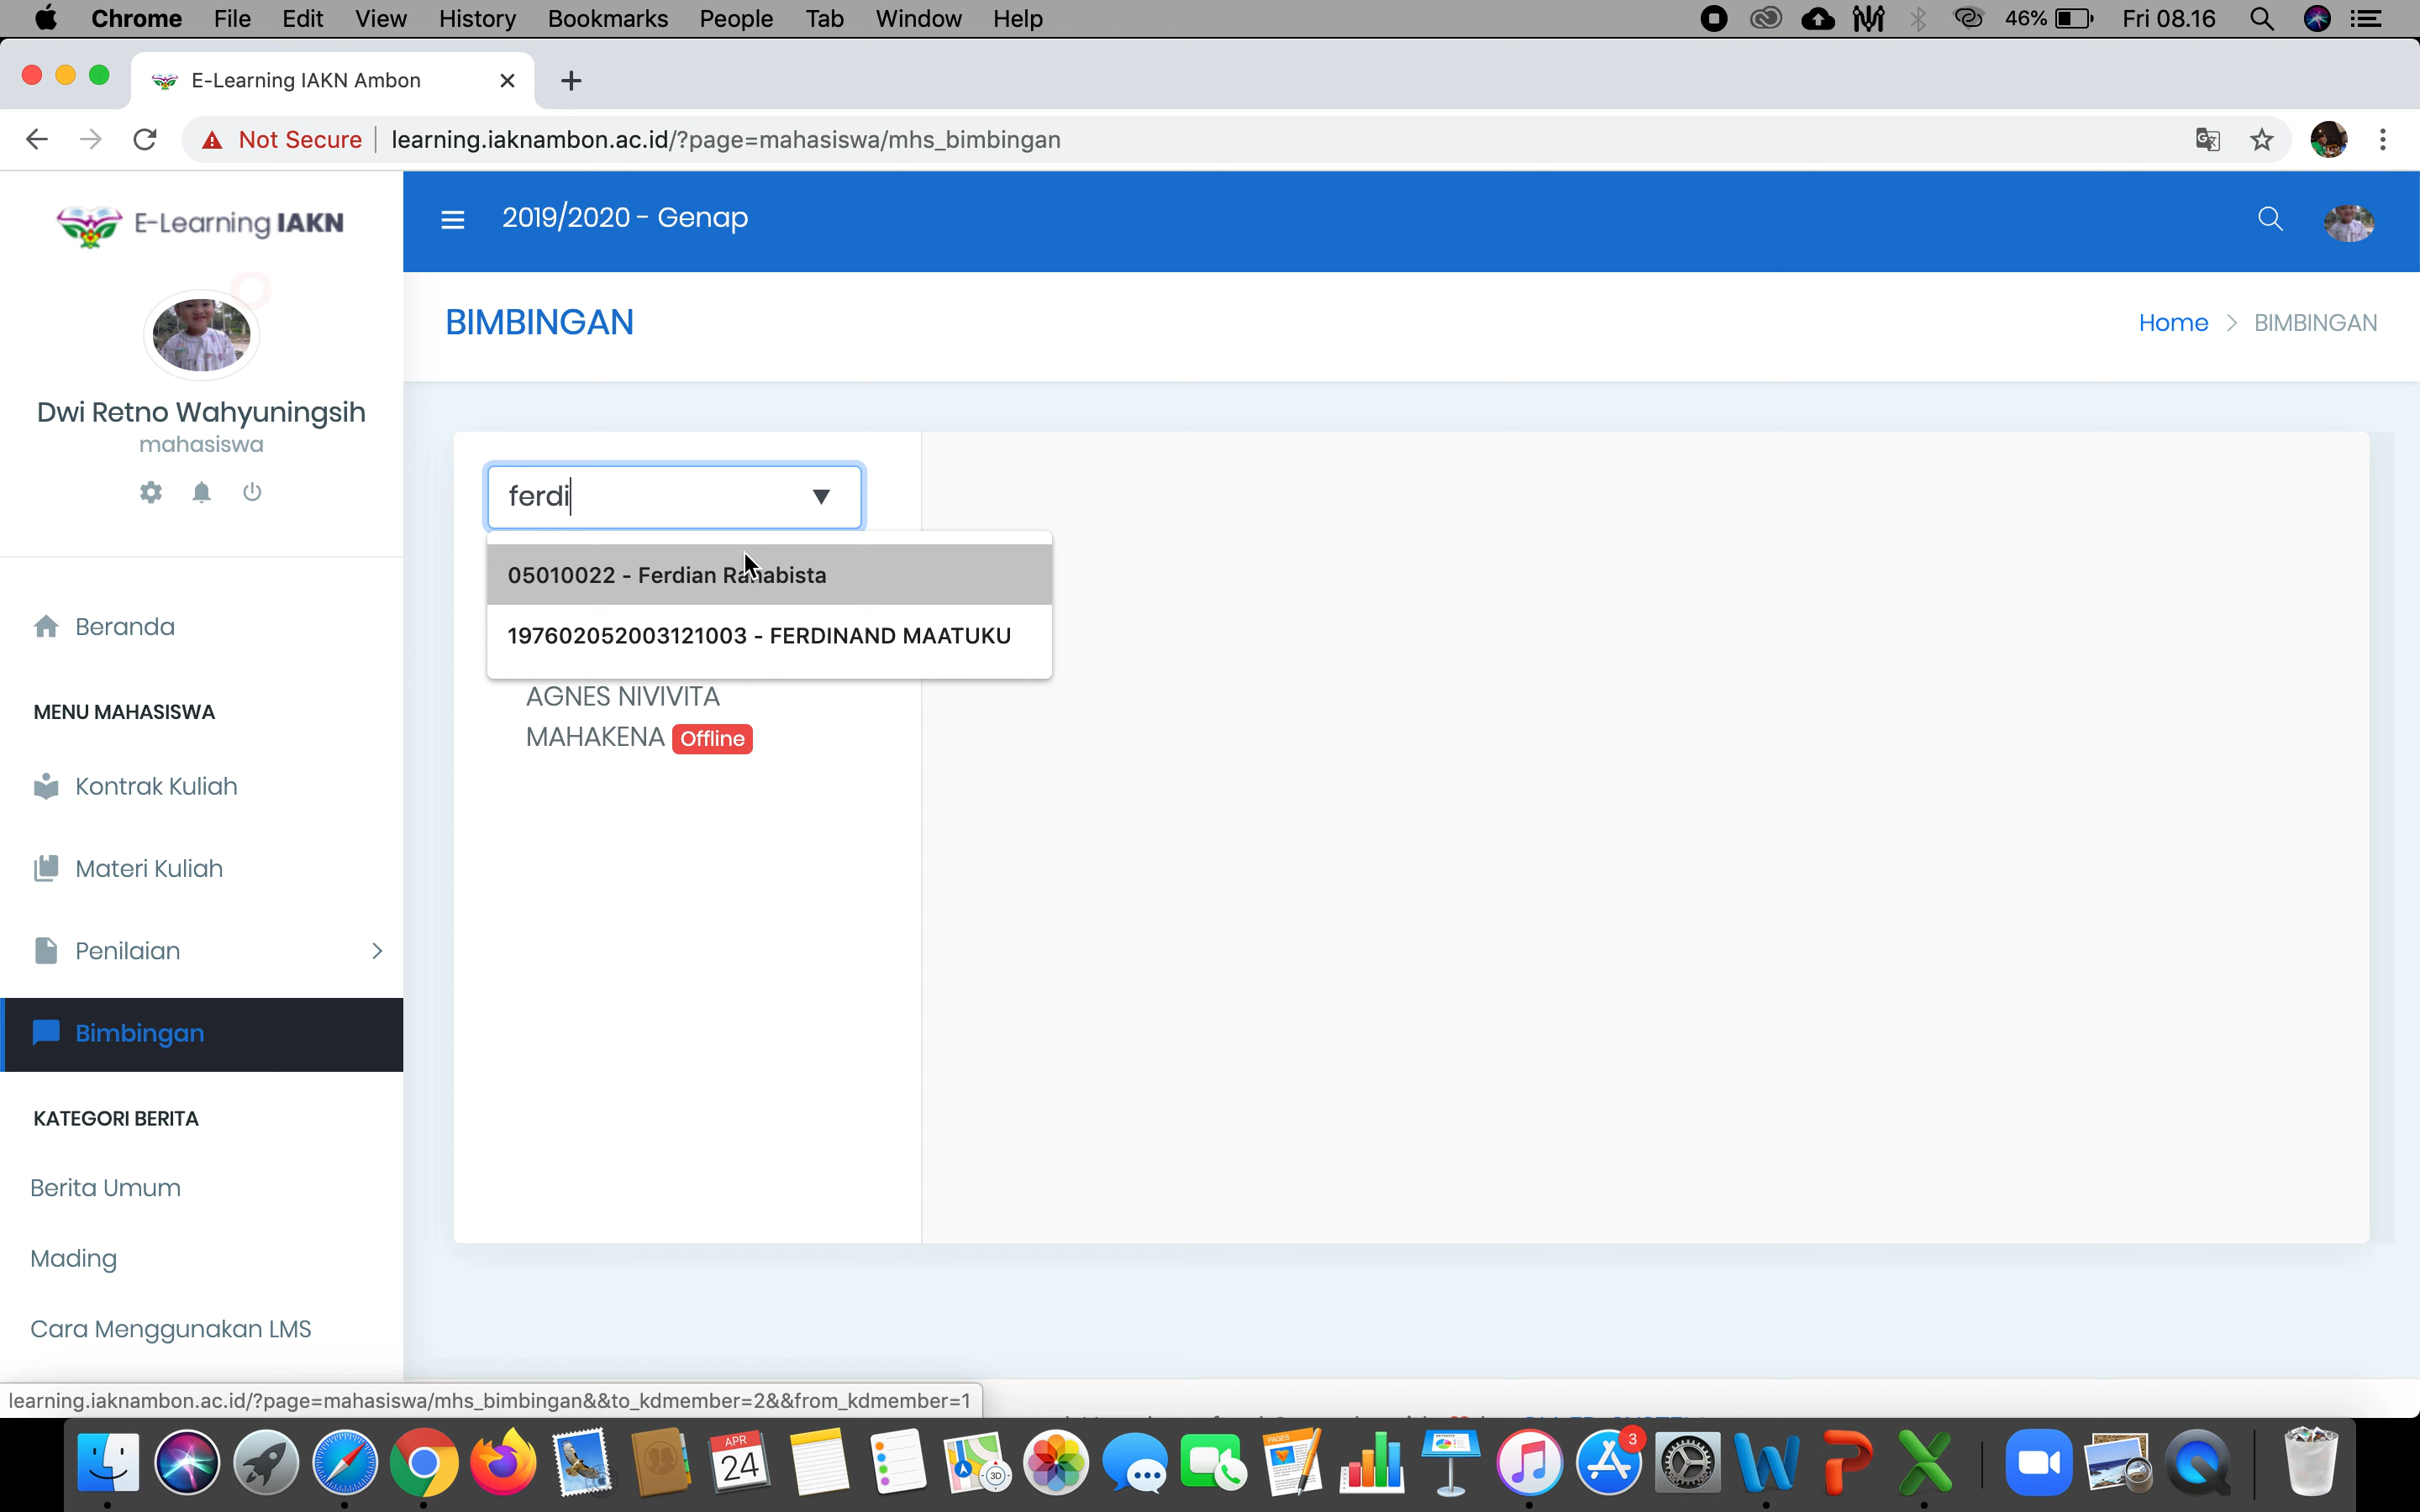 Chrome File Edit View History Bookmarks People Tab Window Help 46% Fri 08.16
E-Learning IAKN Ambon
Not Secure learning.iaknambon.ac.id/?page=mahasiswa/mhs_bimbingan
E-Learning IAKN
2019/2020 - Genap
BIMBINGAN
Home > BIMBINGAN
Dwi Retno Wahyuningsih
mahasiswa
ferdi
05010022 - Ferdian Rahabista
197602052003121003 - FERDINAND MAATUKU
AGNES NIVIVITA
MAHAKENA Offline
Beranda
MENU MAHASISWA
Kontrak Kuliah
Materi Kuliah
Penilaian
Bimbingan
KATEGORI BERITA
Berita Umum
Mading
Cara Menggunakan LMS
learning.iaknambon.ac.id/?page=mahasiswa/mhs_bimbingan&&to_kdmember=2&&from_kdmember=1
APR
24
3D
PAGES
3